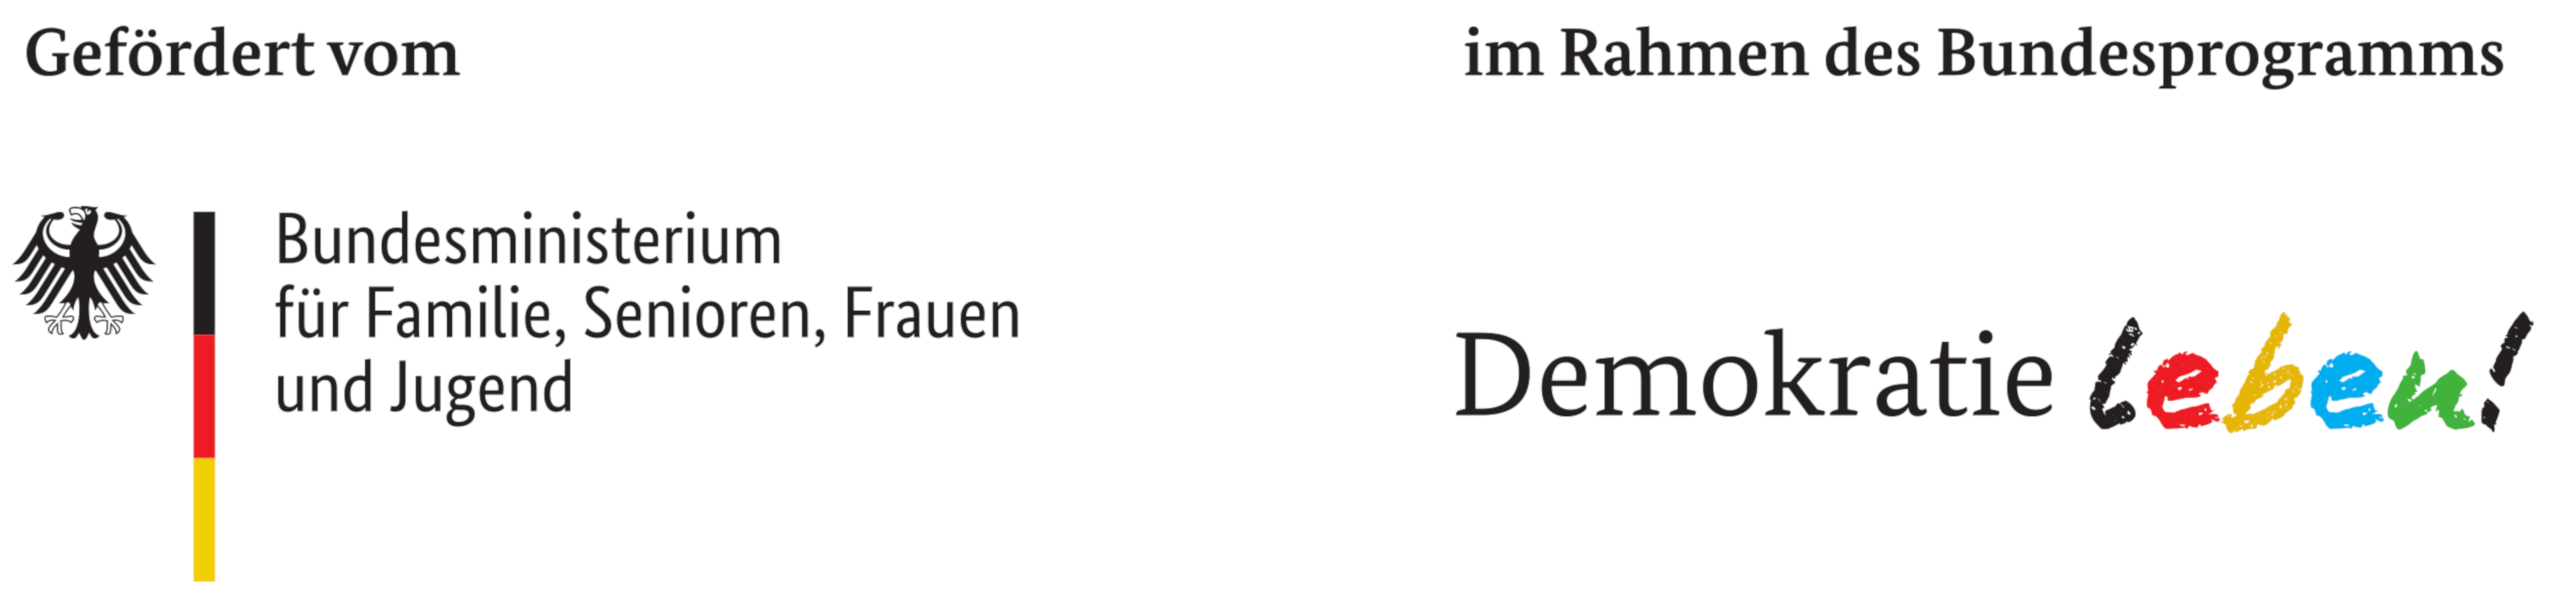 Gefördert vom
Bundesministerium
für Familie, Senioren, Frauen
und Jugend
im Rahmen des Bundesprogramms
Demokratie leben!